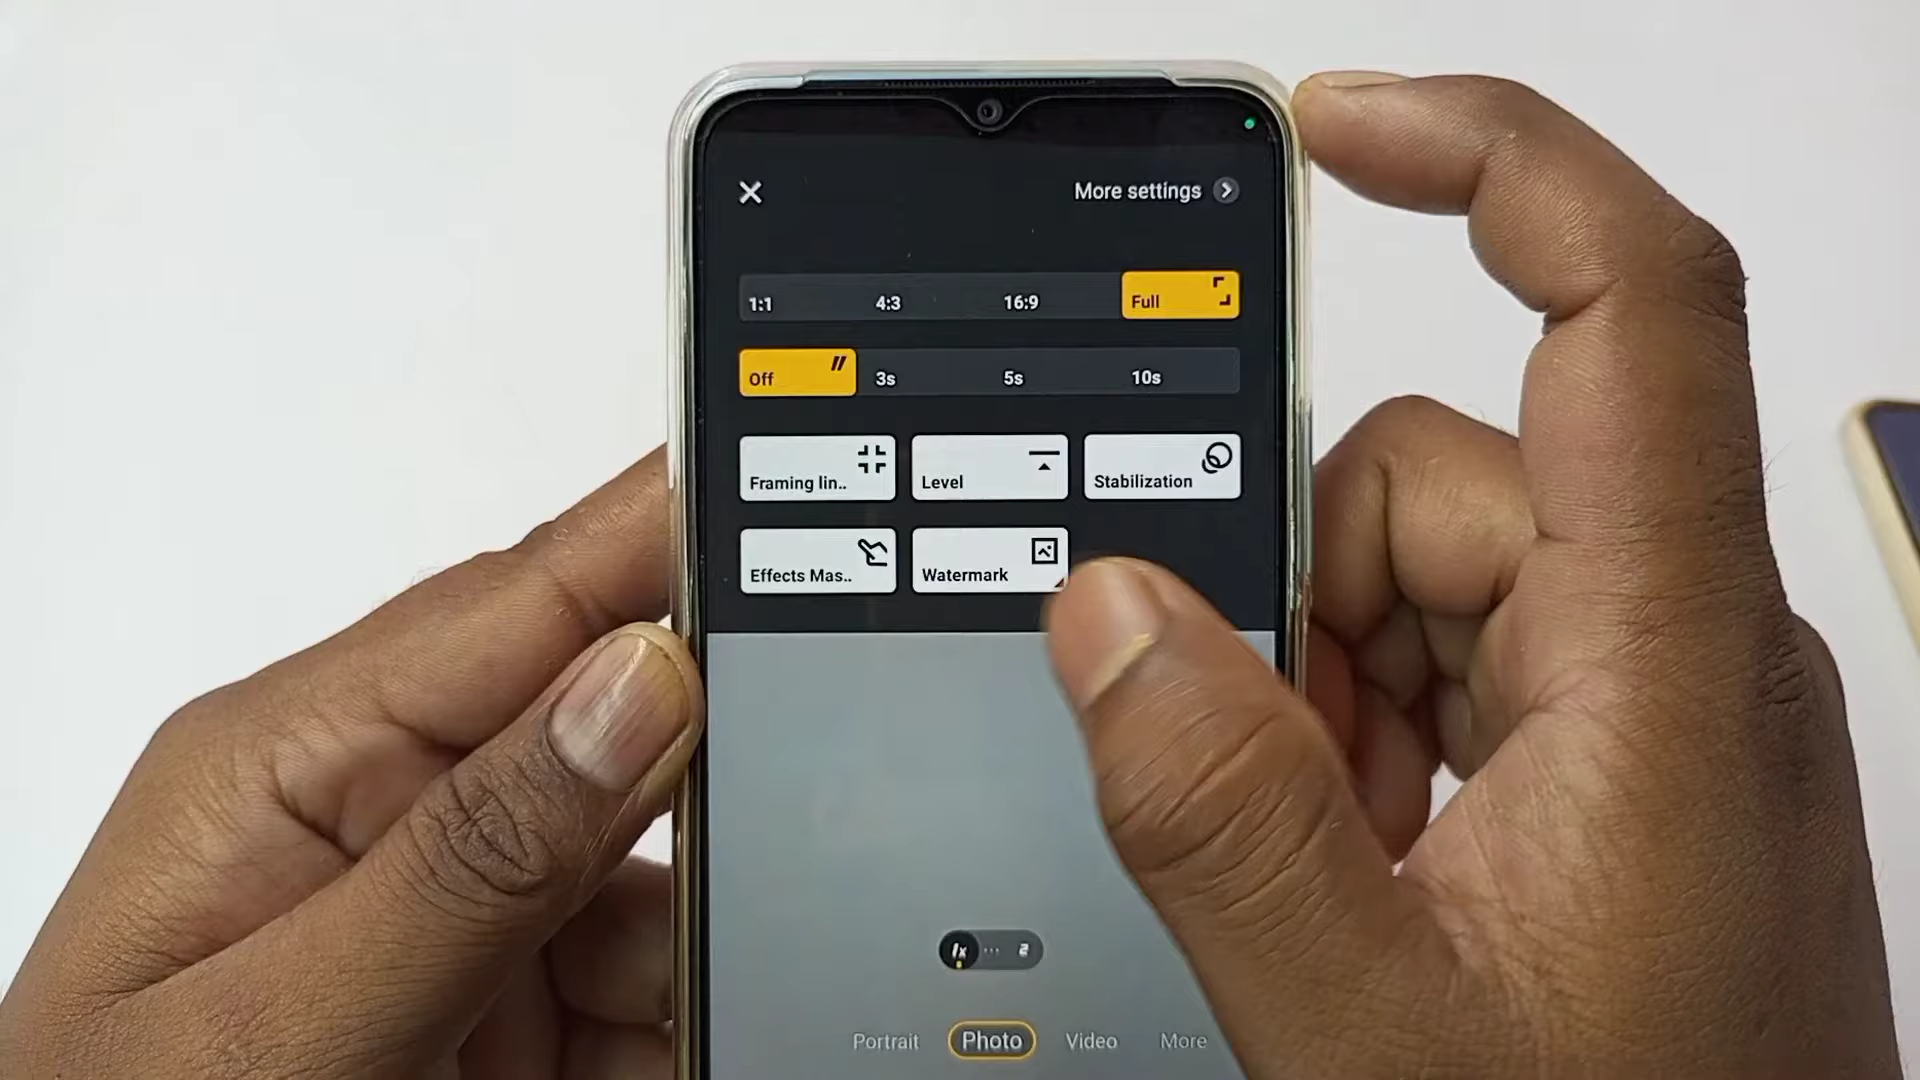 More settings
1:1 4:3 16:9 Full
Off 3s 5s 10s
Framing lin.. Level Stabilization
Effects Mas.. Watermark
1x 2
Portrait Photo Video More